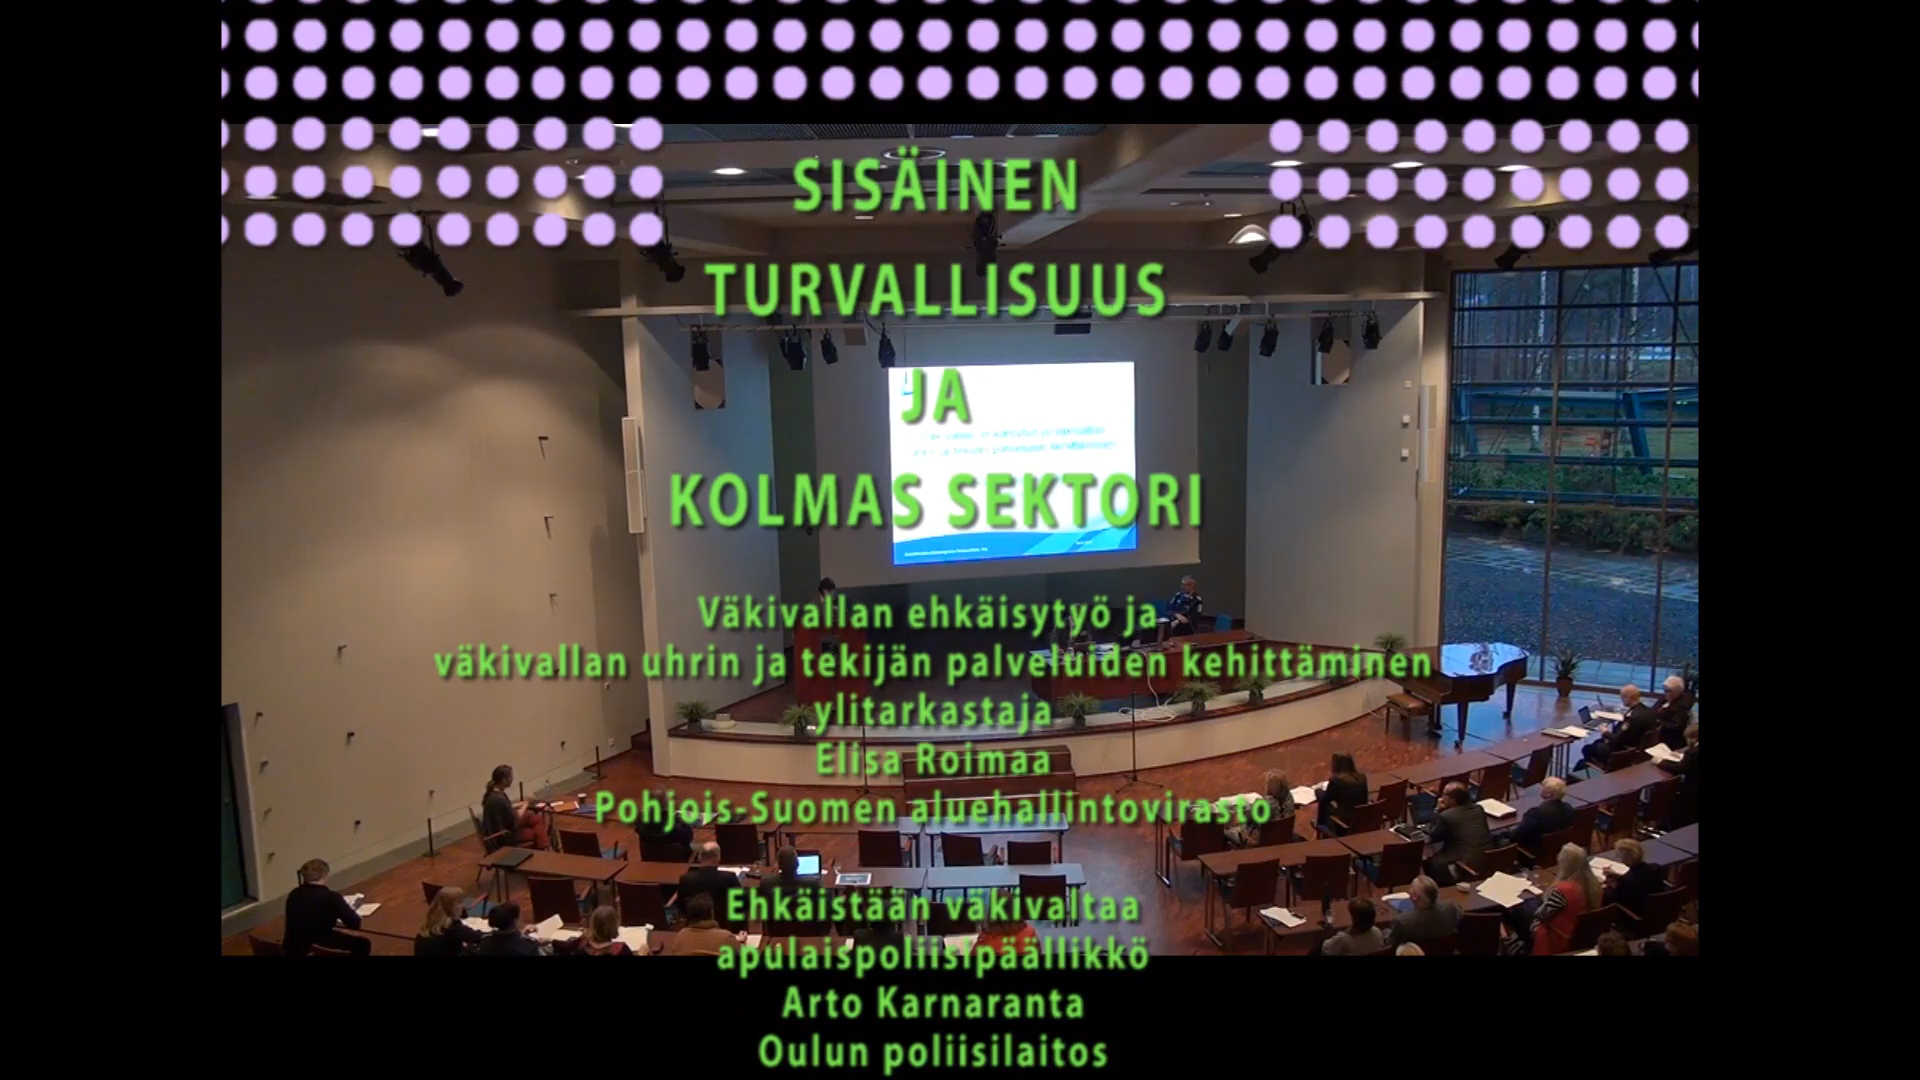 SISÄINEN
TURVALLISUUS
JA
KOLMAS SEKTORI
Väkivallan ehkäisytyö ja
väkivallan uhrin ja tekijän palveluiden kehittäminen
ylitarkastaja
Elisa Roimaa
Pohjois-Suomen aluehallintovirasto
Ehkäistään väkivaltaa
apulaispoliisipäällikkö
Arto Karnaranta
Oulun poliisilaitos